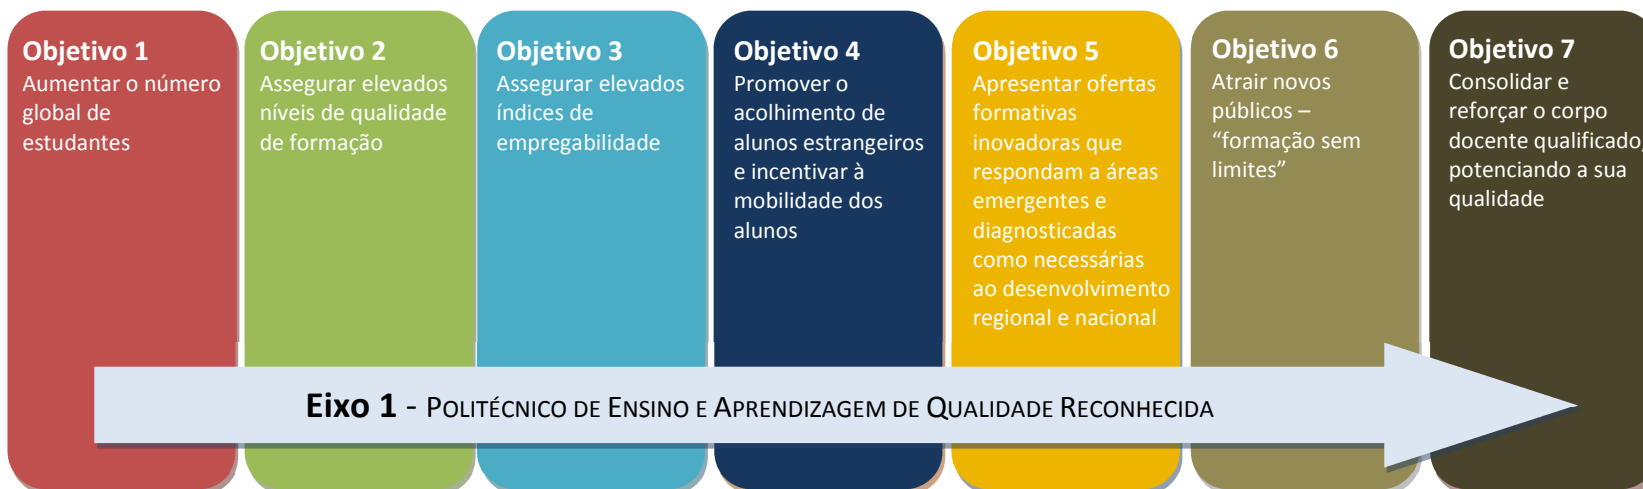 Objetivo 1
Aumentar o número
global de
estudantes
Objetivo 2
Assegurar elevados
níveis de qualidade
de formação
Objetivo 3
Assegurar elevados
índices de
empregabilidade
Objetivo 4
Promover o
acolhimento de
alunos estrangeiros
e incentivar à
mobilidade dos
alunos
Objetivo 5
Apresentar ofertas
formativas
inovadoras que
respondam a áreas
emergentes e
diagnosticadas
como necessárias
ao desenvolvimento
regional e nacional
Objetivo 6
Atrair novos
públicos –
“formação sem
limites”
Objetivo 7
Consolidar e
reforçar o corpo
docente qualificado,
potenciando a sua
qualidade
Eixo 1 - POLITÉCNICO DE ENSINO E APRENDIZAGEM DE QUALIDADE RECONHECIDA